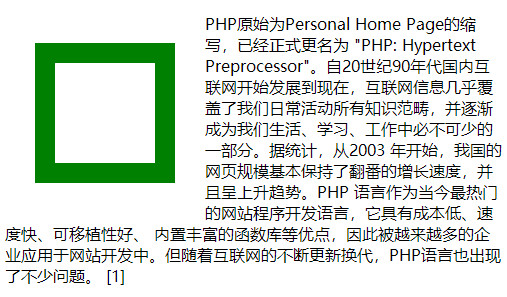 PHP原始为Personal Home Page的缩
写，已经正式更名为 "PHP: Hypertext
Preprocessor"。自20世纪90年代国内互
联网开始发展到现在，互联网信息几乎覆
盖了我们日常活动所有知识范畴，并逐渐
成为我们生活、学习、工作中必不可少的
一部分。据统计，从2003 年开始，我国的
网页规模基本保持了翻番的增长速度，并
且呈上升趋势。PHP 语言作为当今最热门
的网站程序开发语言，它具有成本低、速
度快、可移植性好、 内置丰富的函数库等优点，因此被越来越多的企
业应用于网站开发中。但随着互联网的不断更新换代，PHP语言也出现
了不少问题。 [1]